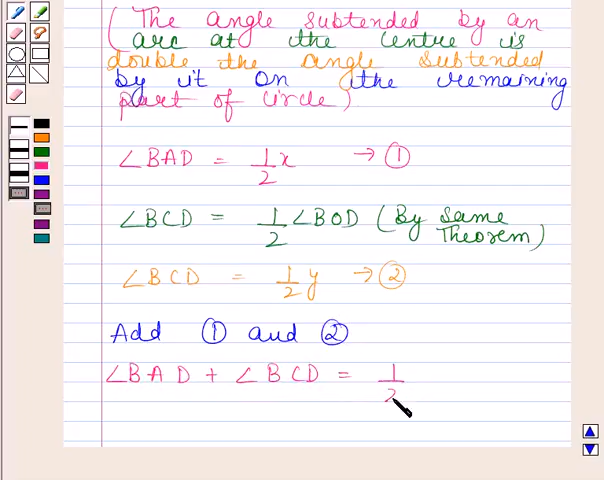 (The angle subtended by an
arc at the centre is
double the angle subtended
by it on the remaining
part of circle)
∠BAD = 1/2 x → ①
∠BCD = 1/2 ∠BOD (By same
Theorem)
∠BCD = 1/2 y → ②
Add ① and ②
∠BAD + ∠BCD = 1/2